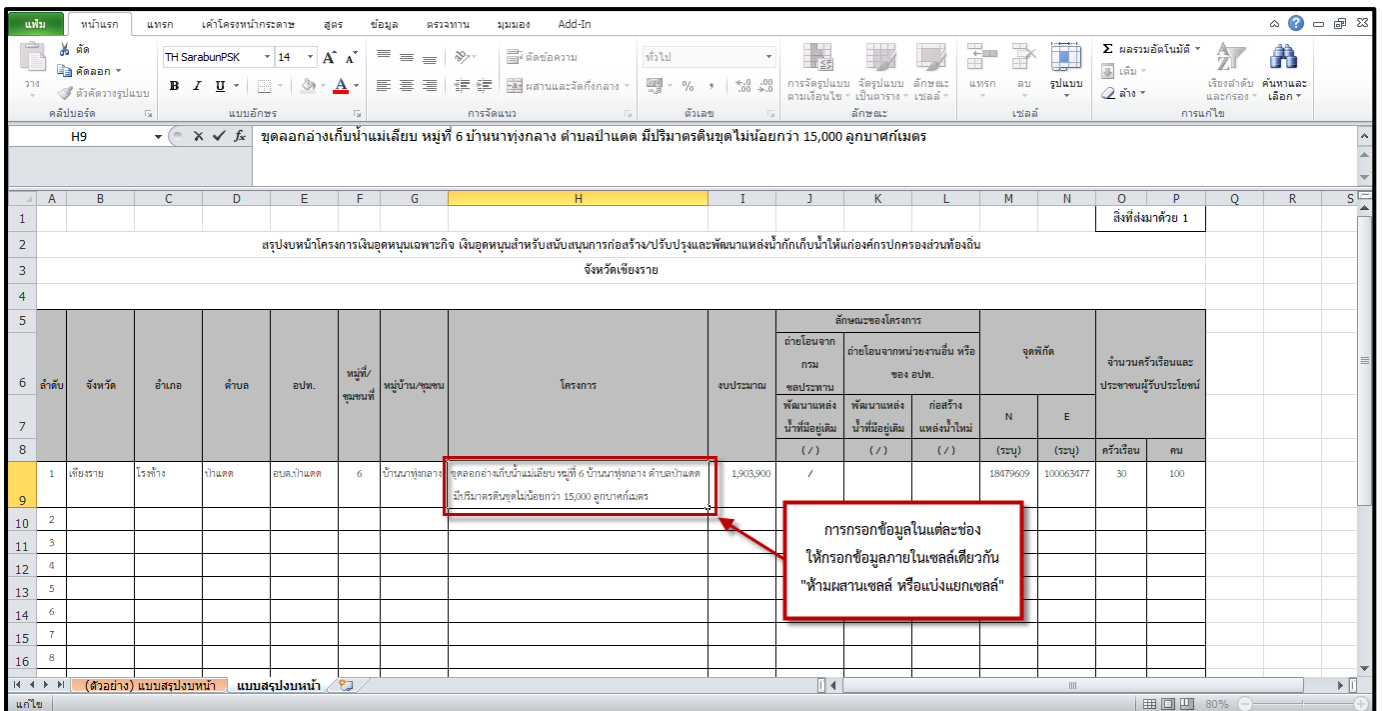 แฟ้ม หน้าแรก แทรก เค้าโครงหน้ากระดาษ สูตร ข้อมูล ตรวจทาน มุมมอง Add-In
วาง
ตัด
คัดลอก
ตัวคัดวางรูปแบบ
คลิปบอร์ด
TH SarabunPSK 14
B I U
แบบอักษร
ตัดข้อความ
ผสานและจัดกึ่งกลาง
การจัดแนว
ทั่วไป
ตัวเลข
การจัดรูปแบบ ตามเงื่อนไข
จัดรูปแบบ เป็นตาราง
ลักษณะ เซลล์
ลักษณะ
แทรก ลบ รูปแบบ
เซลล์
Σ ผลรวมอัตโนมัติ
เติม
ล้าง
เรียงลำดับ และกรอง
ค้นหาและ เลือก
การแก้ไข
H9 fx ขุดลอกอ่างเก็บน้ำแม่เลียบ หมู่ที่ 6 บ้านนาทุ่งกลาง ตำบลป่าแดด มีปริมาตรดินขุดไม่น้อยกว่า 15,000 ลูกบาศก์เมตร
A B C D E F G H I J K L M N O P Q R S
1 สิ่งที่ส่งมาด้วย 1
2 สรุปงบหน้าโครงการเงินอุดหนุนเฉพาะกิจ เงินอุดหนุนสำหรับสนับสนุนการก่อสร้าง/ปรับปรุงและพัฒนาแหล่งน้ำกักเก็บน้ำให้แก่องค์กรปกครองส่วนท้องถิ่น
3 จังหวัดเชียงราย
4
5
6
7
8
ลำดับ จังหวัด อำเภอ ตำบล อปท. หมู่ที่/ชุมชนที่ หมู่บ้าน/ชุมชน โครงการ งบประมาณ
ลักษณะของโครงการ
ถ่ายโอนจากกรมชลประทาน
ถ่ายโอนจากหน่วยงานอื่น หรือของ อปท.
พัฒนาแหล่งน้ำที่มีอยู่เดิม พัฒนาแหล่งน้ำที่มีอยู่เดิม ก่อสร้างแหล่งน้ำใหม่
( / ) ( / ) ( / )
จุดพิกัด
N E
(ระบุ) (ระบุ)
จำนวนครัวเรือนและ
ประชาชนผู้รับประโยชน์
ครัวเรือน คน
9 1 เชียงราย โรงช้าง ป่าแดด อบต.ป่าแดด 6 บ้านนาทุ่งกลาง ขุดลอกอ่างเก็บน้ำแม่เลียบ หมู่ที่ 6 บ้านนาทุ่งกลาง ตำบลป่าแดด 1,903,900 / 18479609 100063477 30 100
มีปริมาตรดินขุดไม่น้อยกว่า 15,000 ลูกบาศก์เมตร
10 2
11 3
12 4
13 5
14 6
15 7
16 8
การกรอกข้อมูลในแต่ละช่อง
ให้กรอกข้อมูลภายในเซลล์เดียวกัน
"ห้ามผสานเซลล์ หรือแบ่งแยกเซลล์"
(ตัวอย่าง) แบบสรุปงบหน้า แบบสรุปงบหน้า
แก้ไข 80%